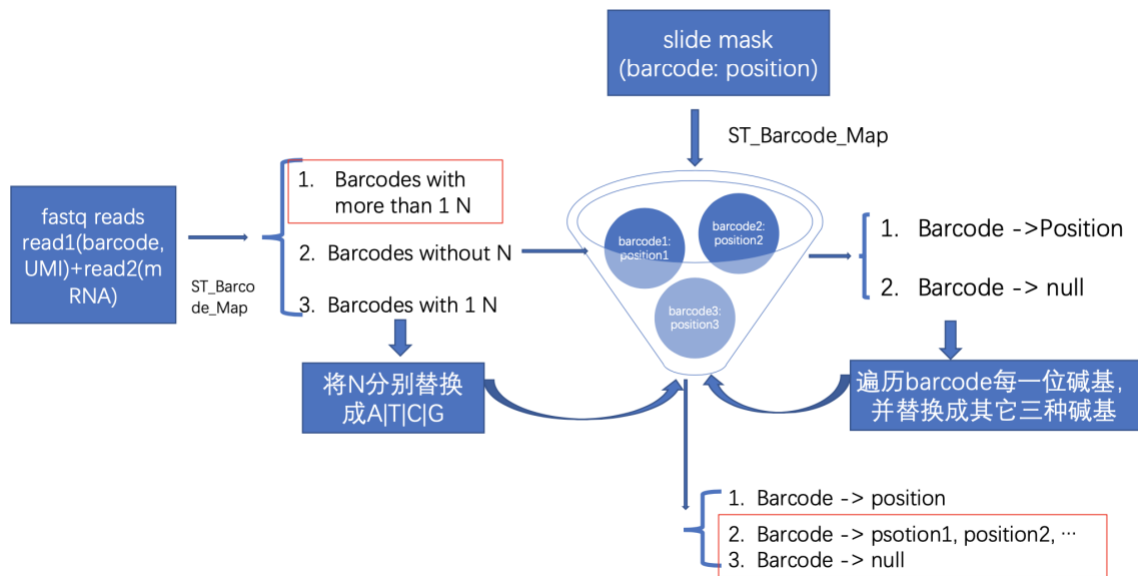 slide mask
(barcode: position)
ST_Barcode_Map
fastq reads
read1(barcode,
UMI)+read2(m
RNA)
ST_Barco
de_Map
1. Barcodes with
more than 1 N
2. Barcodes without N
3. Barcodes with 1 N
barcode1:
position1
barcode2:
position2
barcode3:
position3
1. Barcode ->Position
2. Barcode -> null
将N分别替换
成A|T|C|G
遍历barcode每一位碱基，
并替换成其它三种碱基
1. Barcode -> position
2. Barcode -> psotion1, position2, ···
3. Barcode -> null